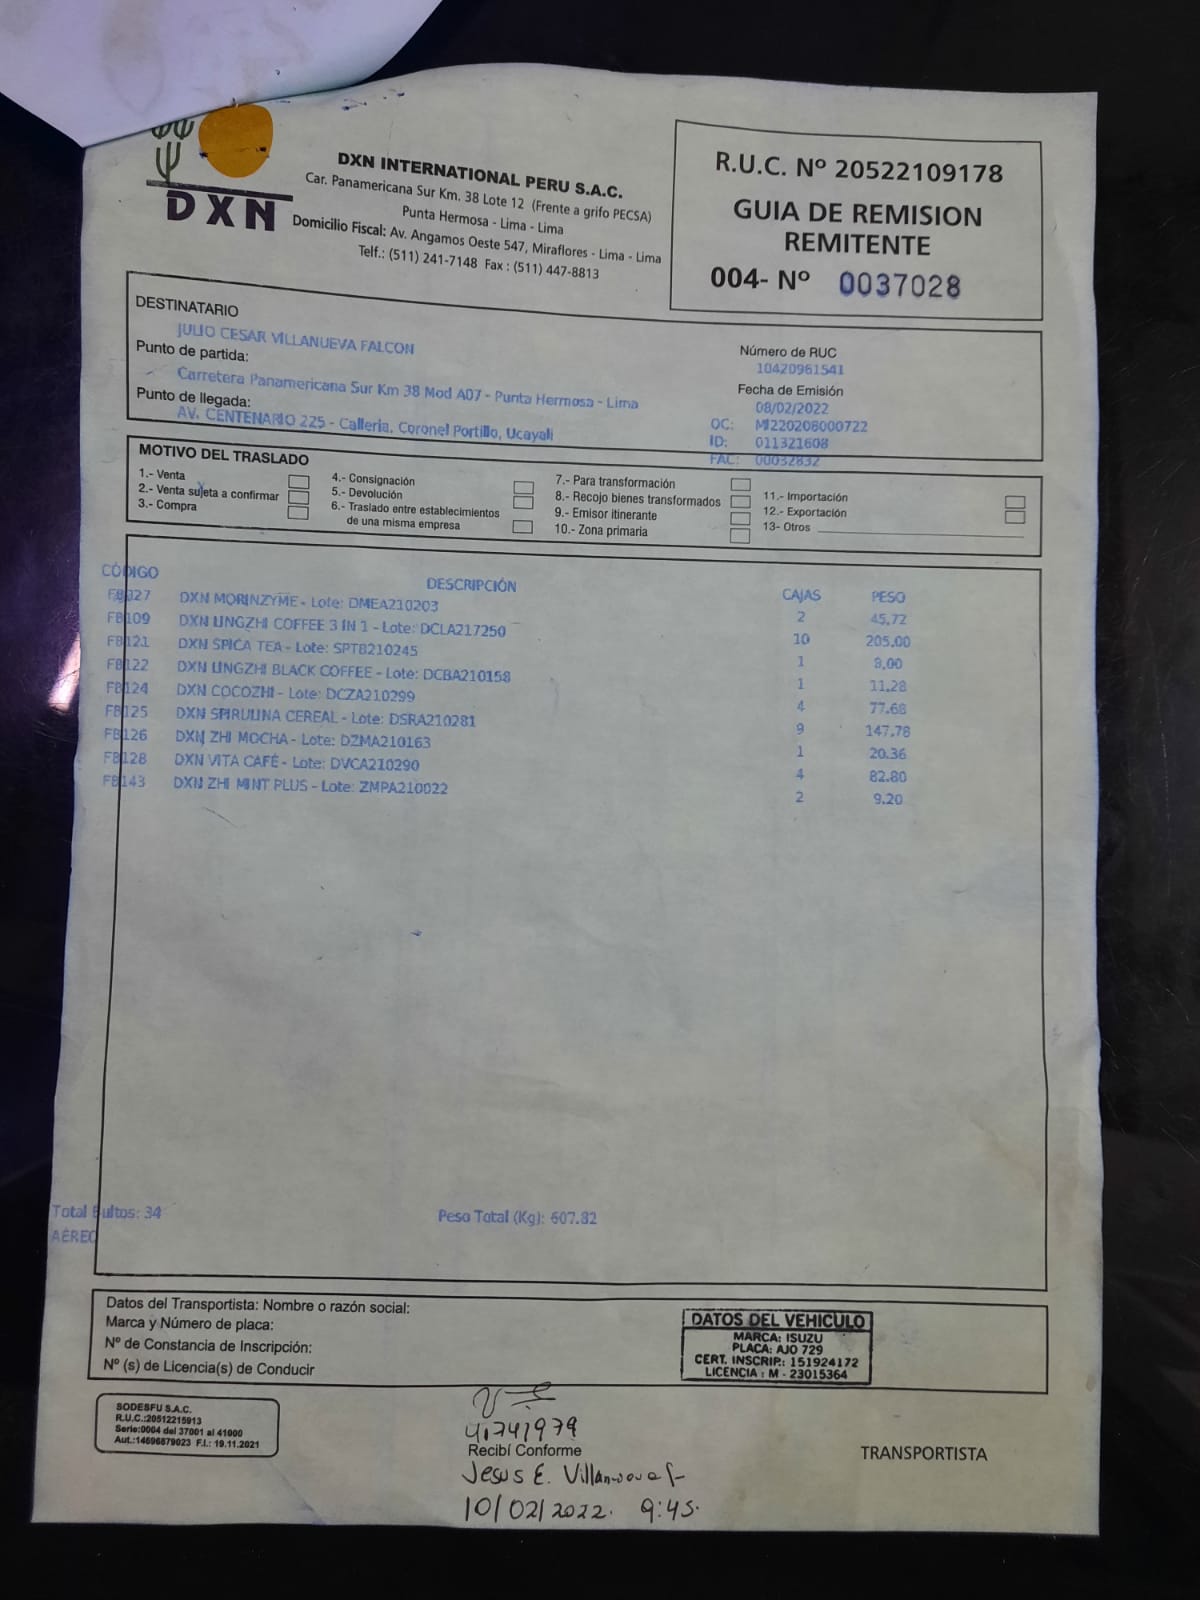 DXN
DXN INTERNATIONAL PERU S.A.C.
Car. Panamericana Sur Km. 38 Lote 12 (Frente a grifo PECSA)
Punta Hermosa - Lima - Lima
Domicilio Fiscal: Av. Angamos Oeste 547, Miraflores - Lima - Lima
Telf.: (511) 241-7148 Fax : (511) 447-8813
R.U.C. Nº 20522109178
GUIA DE REMISION
REMITENTE
004- Nº 0037028
DESTINATARIO
JULIO CESAR VILLANUEVA FALCON
Punto de partida:
Carretera Panamericana Sur Km 38 Mod A07 - Punta Hermosa - Lima
Punto de llegada:
AV. CENTENARIO 225 - Calleria, Coronel Portillo, Ucayali
Número de RUC
10420961541
Fecha de Emisión
08/02/2022
OC: MI220208000722
ID: 011321608
FAC: 00032832
MOTIVO DEL TRASLADO
1.- Venta
2.- Venta sujeta a confirmar
3.- Compra
4.- Consignación
5.- Devolución
6.- Traslado entre establecimientos
de una misma empresa
7.- Para transformación
8.- Recojo bienes transformados
9.- Emisor itinerante
10.- Zona primaria
11.- Importación
12.- Exportación
13- Otros
CÓDIGO DESCRIPCIÓN CAJAS PESO
FB027 DXN MORINZYME - Lote: DMEA210203 2 45.72
FB109 DXN LINGZHI COFFEE 3 IN 1 - Lote: DCLA217250 10 205.00
FB121 DXN SPICA TEA - Lote: SPTB210245 1 8.00
FB122 DXN LINGZHI BLACK COFFEE - Lote: DCBA210158 1 11.28
FB124 DXN COCOZHI - Lote: DCZA210299 4 77.68
FB125 DXN SPIRULINA CEREAL - Lote: DSRA210281 9 147.78
FB126 DXN ZHI MOCHA - Lote: DZMA210163 1 20.36
FB128 DXN VITA CAFÉ - Lote: DVCA210290 4 82.80
FB143 DXN ZHI MINT PLUS - Lote: ZMPA210022 2 9.20
Total Bultos: 34 Peso Total (Kg): 607.82
AÉREO
Datos del Transportista: Nombre o razón social:
Marca y Número de placa:
Nº de Constancia de Inscripción:
Nº (s) de Licencia(s) de Conducir
DATOS DEL VEHICULO
MARCA: ISUZU
PLACA: AJO 729
CERT. INSCRIP.: 151924172
LICENCIA : M - 23015364
SODESFU S.A.C.
R.U.C.:20512215913
Serie:0004 del 37001 al 41000
Aut.:14696879023 F.I.: 19.11.2021
41741979
Recibí Conforme
Jesus E. Villanueva f
10/02/2022. 9:45.
TRANSPORTISTA